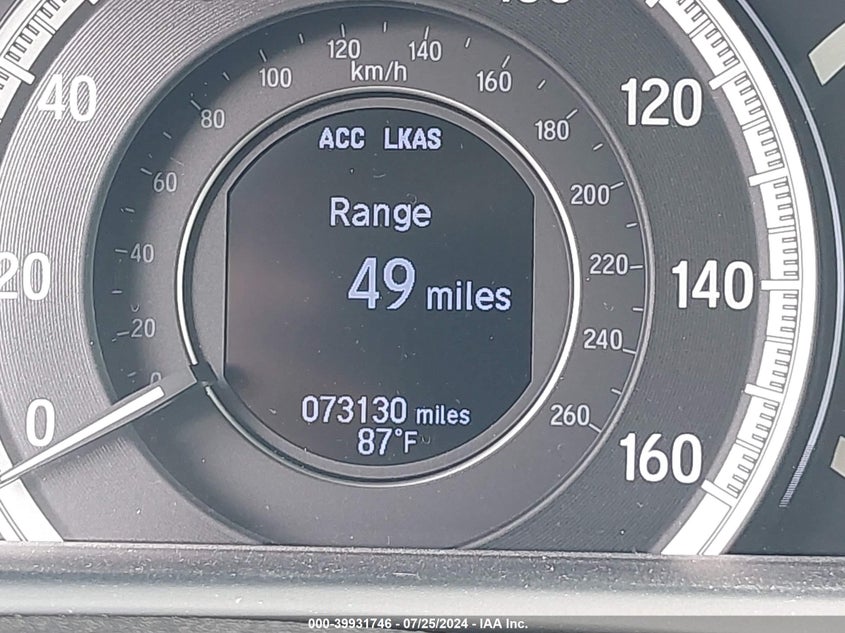 120 140
100 km/h 160
40 80 180 120
ACC LKAS
60 200
Range
40 220
20 49 miles 140
20 240
0 073130 miles 260
87°F 160
000-39931746 - 07/25/2024 - IAA Inc.